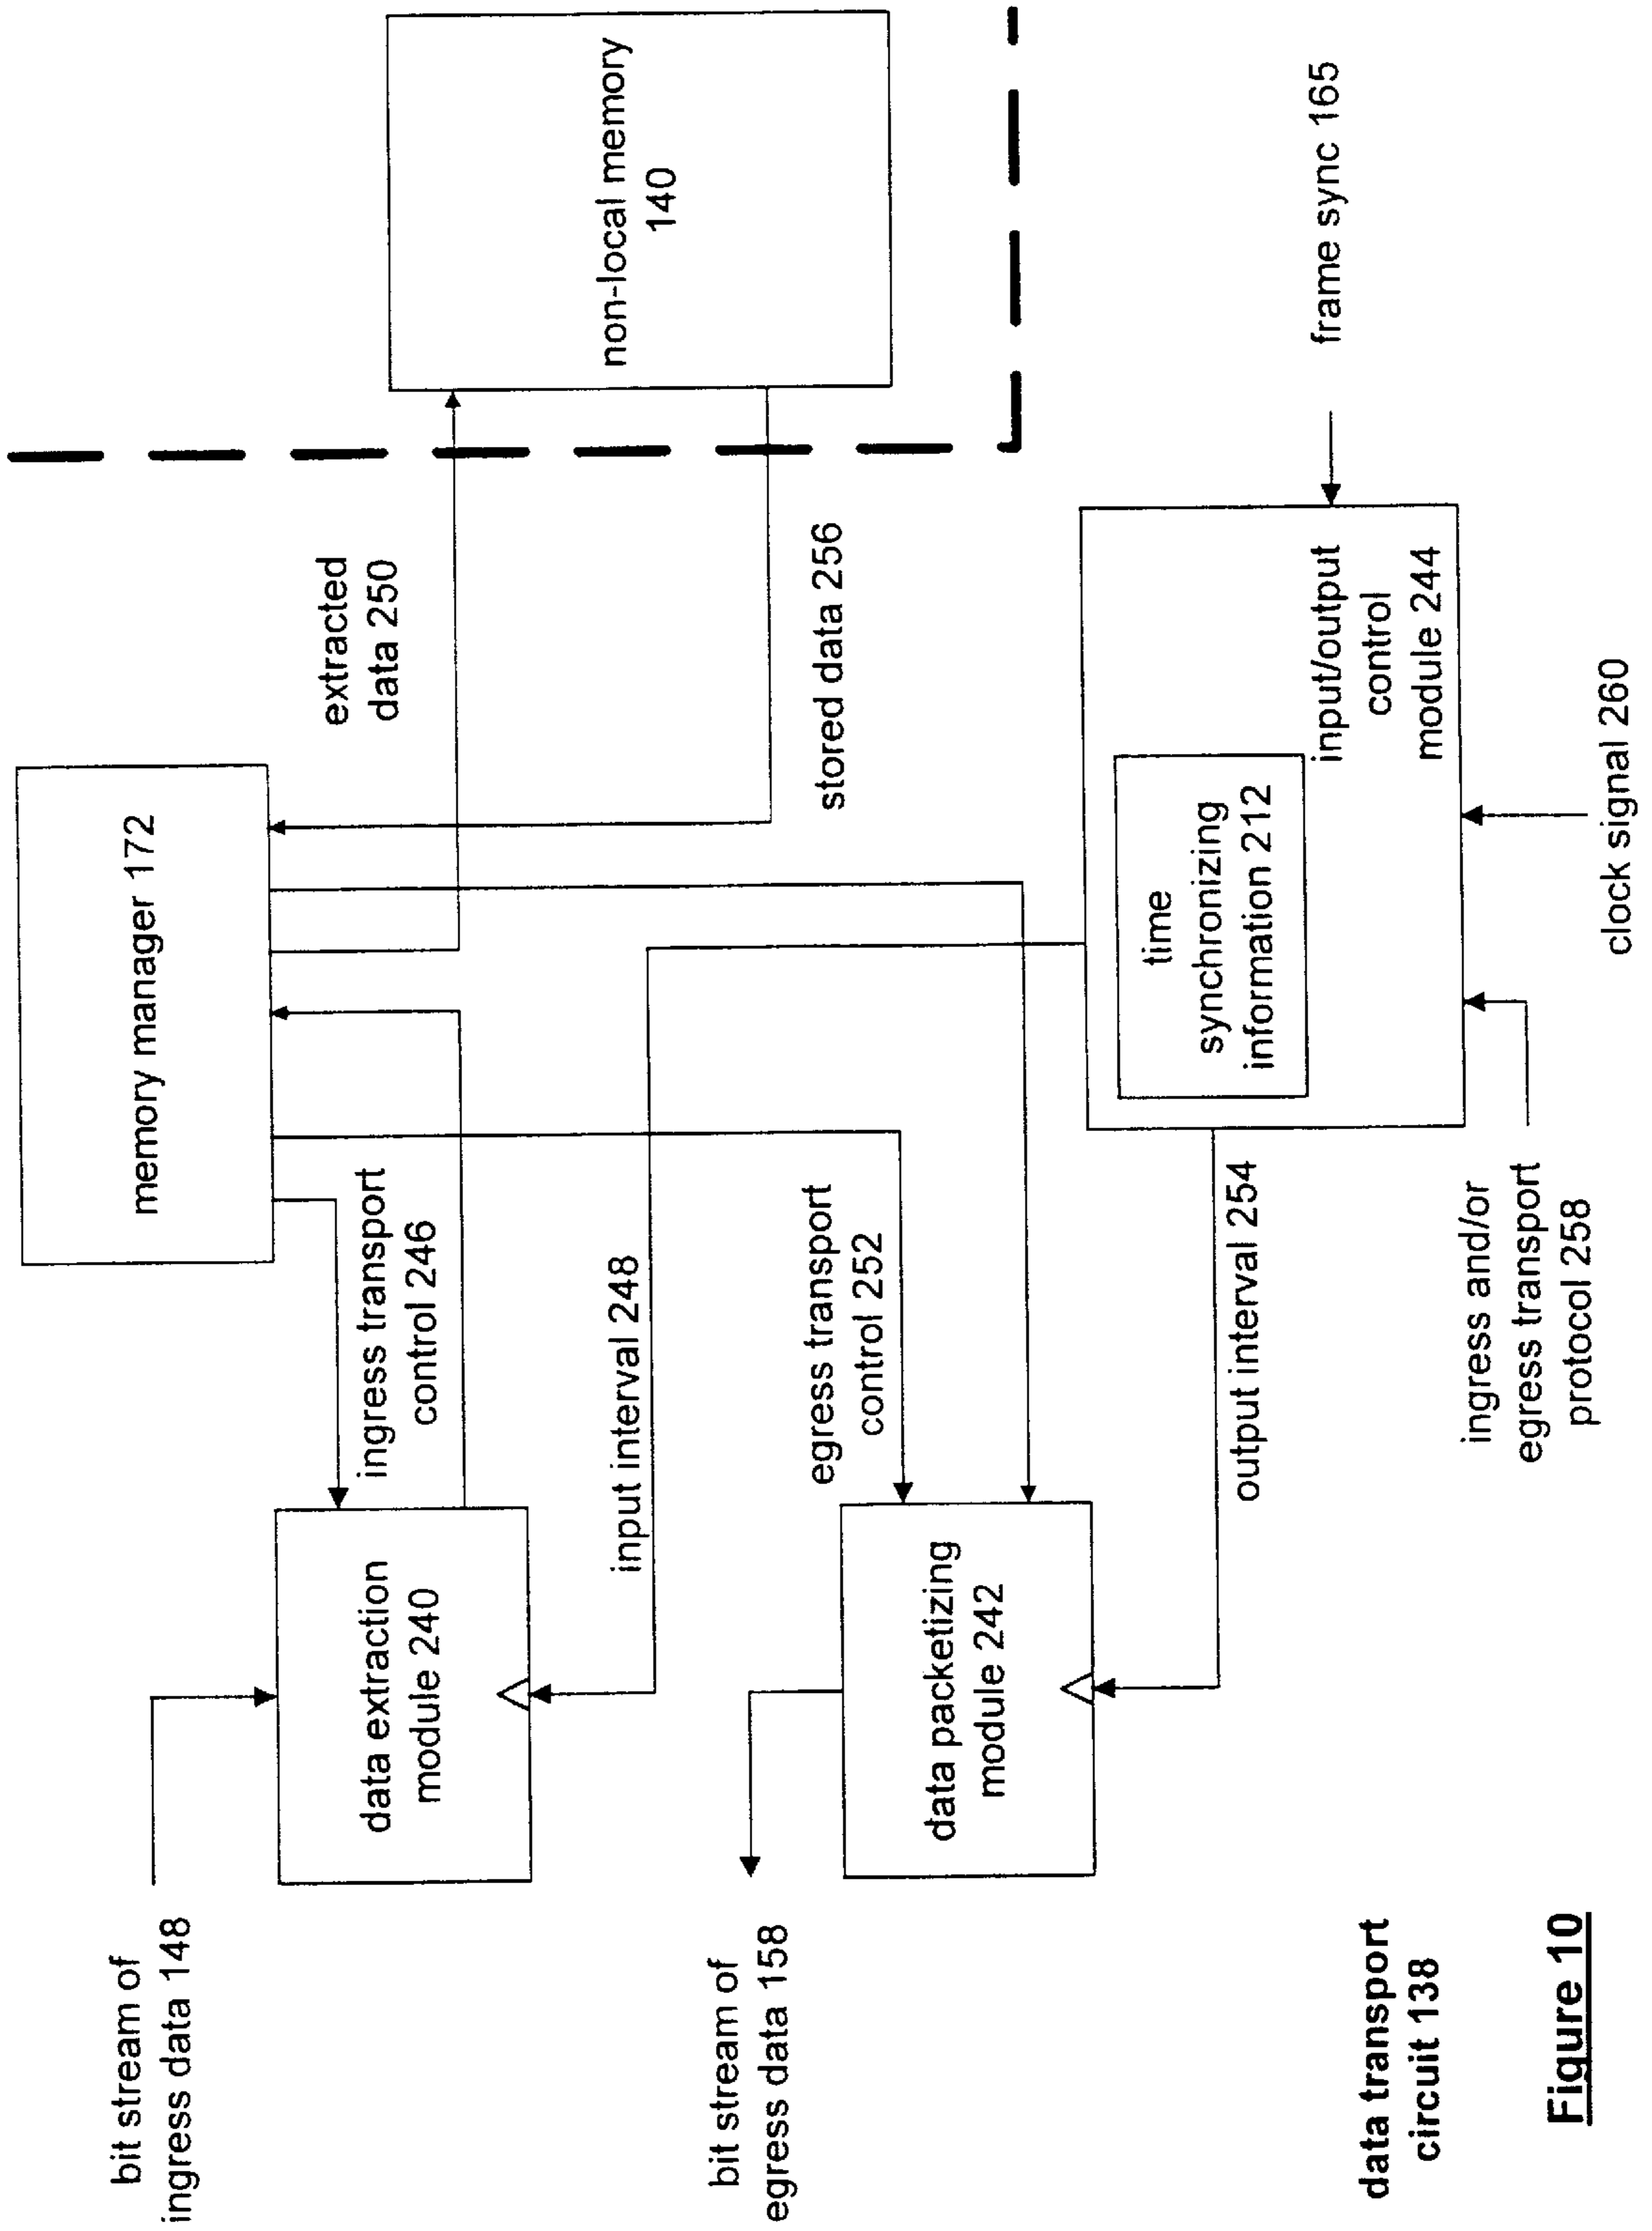 bit stream of
ingress data 148
data extraction
module 240
ingress transport
control 246
memory manager 172
extracted
data 250
non-local memory
140
input interval 248
stored data 256
bit stream of
egress data 158
data packetizing
module 242
egress transport
control 252
output interval 254
time
synchronizing
information 212
input/output
control
module 244
frame sync 165
ingress and/or
egress transport
protocol 258
clock signal 260
data transport
circuit 138
Figure 10